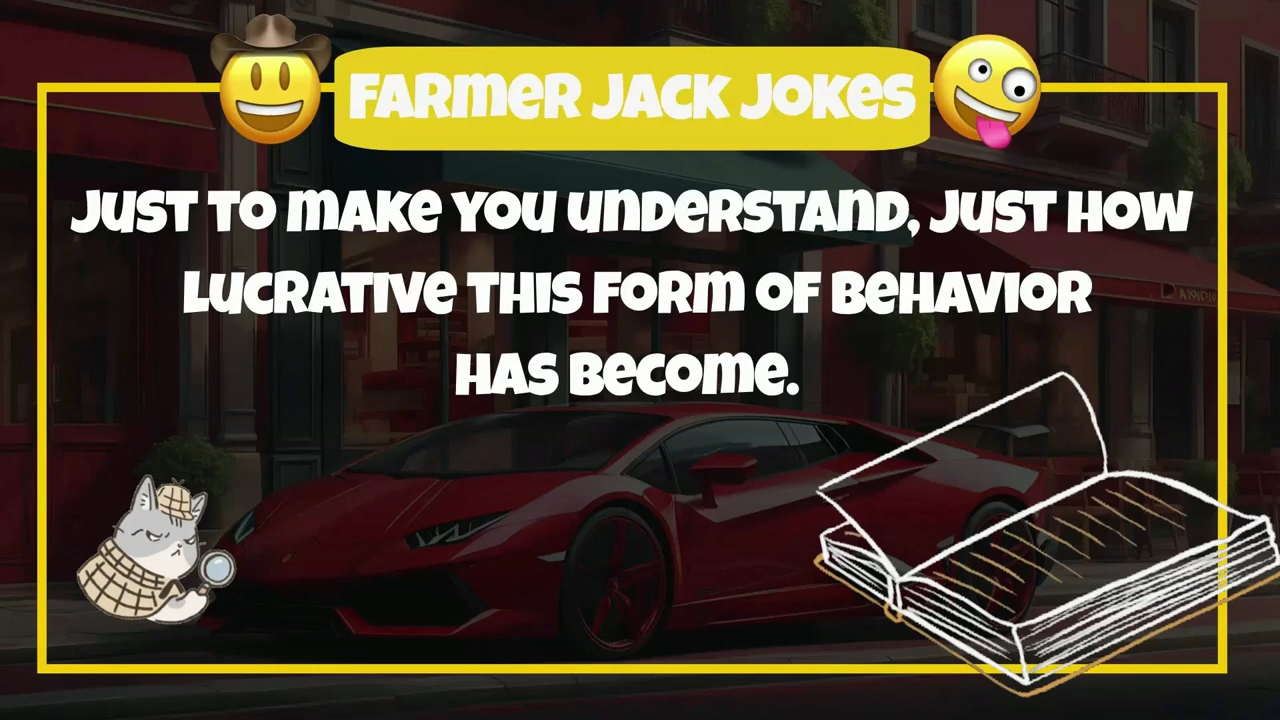 FARMER JACK JOKES
JUST TO MAKE YOU UNDERSTAND, JUST HOW
LUCRATIVE THIS FORM OF BEHAVIOR
HAS BECOME.